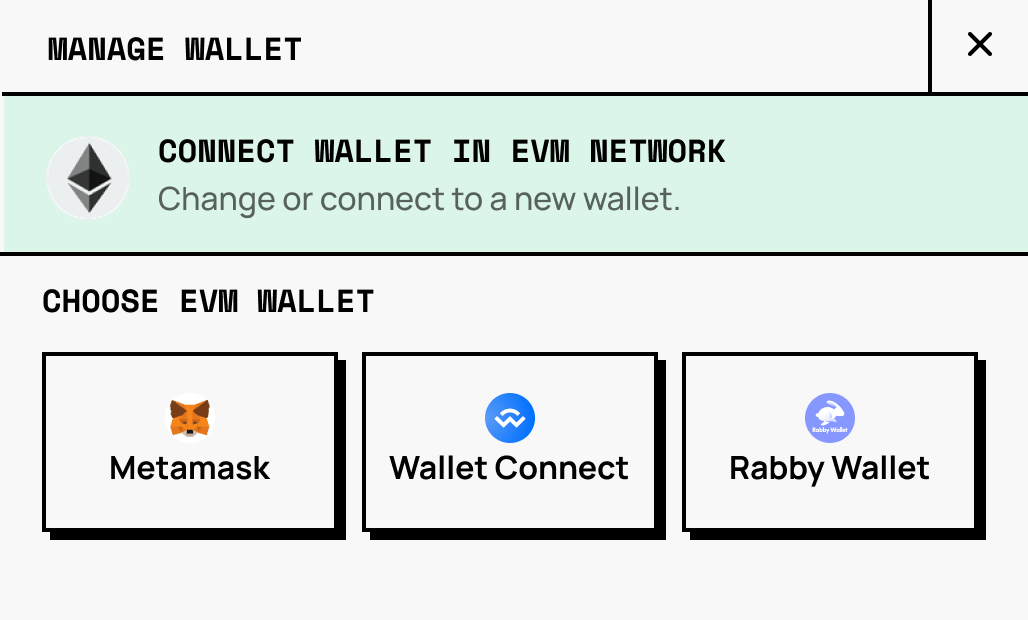 MANAGE WALLET
CONNECT WALLET IN EVM NETWORK
Change or connect to a new wallet.
CHOOSE EVM WALLET
Rabby Wallet
Metamask
Wallet Connect
Rabby Wallet